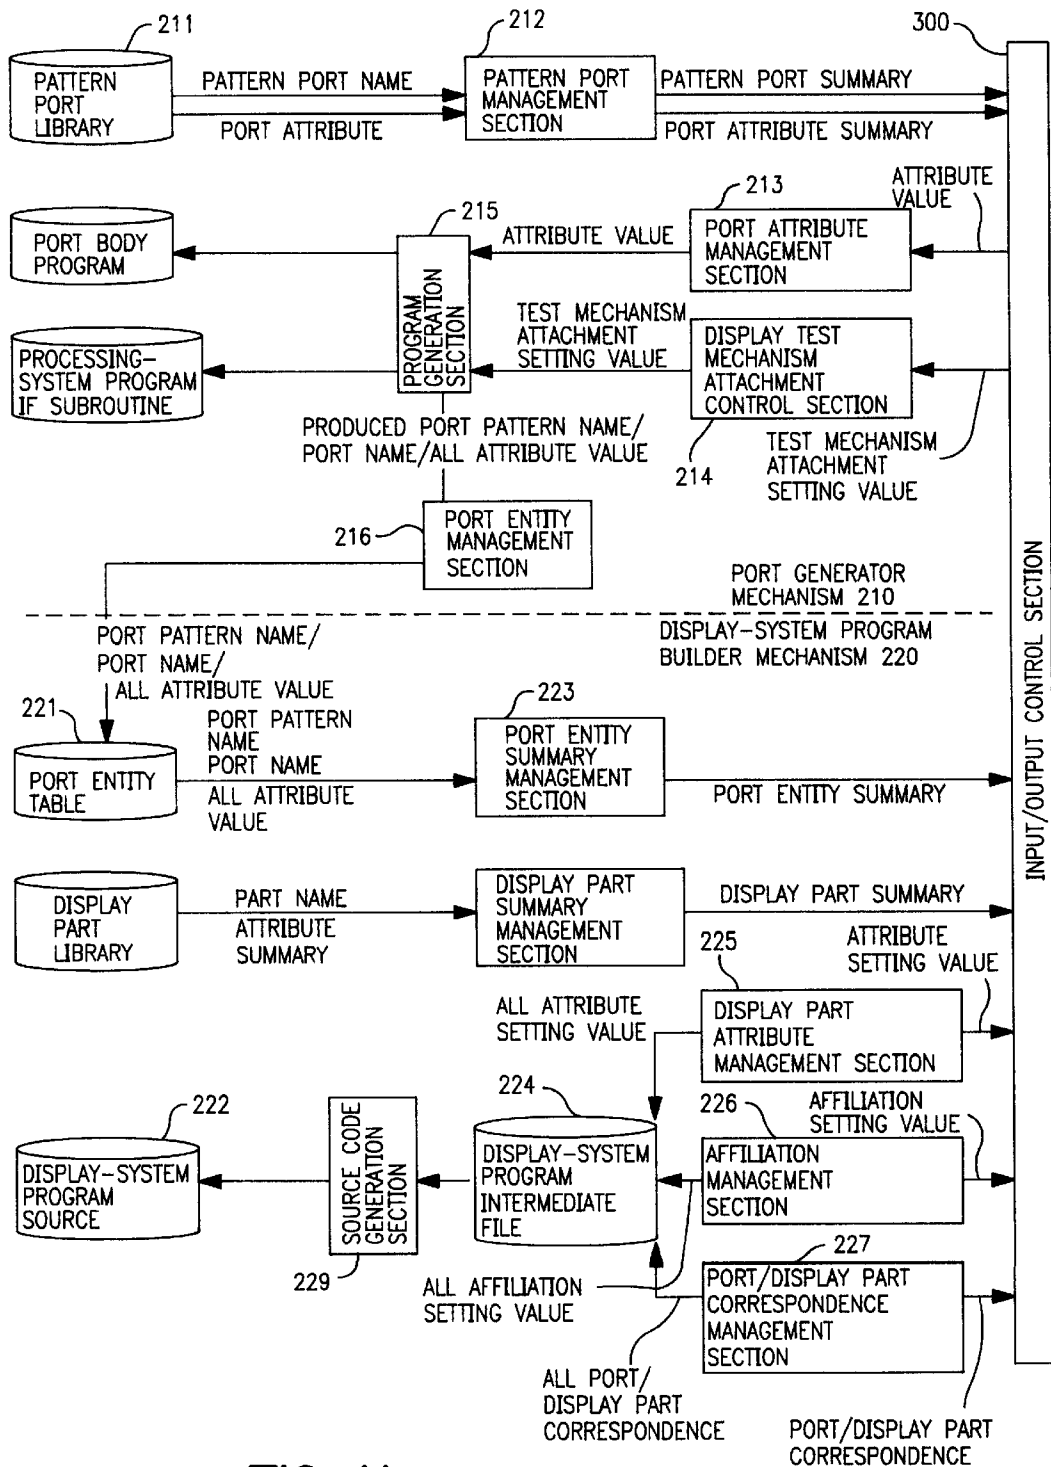 211
212
300
PATTERN
PORT
LIBRARY
PATTERN PORT NAME
PORT ATTRIBUTE
PATTERN PORT
MANAGEMENT
SECTION
PATTERN PORT SUMMARY
PORT ATTRIBUTE SUMMARY
ATTRIBUTE
VALUE
213
215
PORT BODY
PROGRAM
ATTRIBUTE VALUE
PORT ATTRIBUTE
MANAGEMENT
SECTION
PROGRAM
GENERATION
SECTION
PROCESSING-
SYSTEM PROGRAM
IF SUBROUTINE
TEST MECHANISM
ATTACHMENT
SETTING VALUE
DISPLAY TEST
MECHANISM
ATTACHMENT
CONTROL SECTION
PRODUCED PORT PATTERN NAME/
PORT NAME/ALL ATTRIBUTE VALUE
214
TEST MECHANISM
ATTACHMENT
SETTING VALUE
216
PORT ENTITY
MANAGEMENT
SECTION
PORT GENERATOR
MECHANISM 210
INPUT/OUTPUT CONTROL SECTION
DISPLAY-SYSTEM PROGRAM
BUILDER MECHANISM 220
PORT PATTERN NAME/
PORT NAME/
ALL ATTRIBUTE VALUE
221
223
PORT ENTITY
TABLE
PORT PATTERN
NAME
PORT NAME
ALL ATTRIBUTE
VALUE
PORT ENTITY
SUMMARY
MANAGEMENT
SECTION
PORT ENTITY SUMMARY
DISPLAY
PART
LIBRARY
PART NAME
ATTRIBUTE
SUMMARY
DISPLAY PART
SUMMARY
MANAGEMENT
SECTION
DISPLAY PART SUMMARY
225
ATTRIBUTE
SETTING VALUE
ALL ATTRIBUTE
SETTING VALUE
DISPLAY PART
ATTRIBUTE
MANAGEMENT SECTION
222
224
226
AFFILIATION
SETTING VALUE
DISPLAY-SYSTEM
PROGRAM
SOURCE
SOURCE CODE
GENERATION
SECTION
229
DISPLAY-SYSTEM
PROGRAM
INTERMEDIATE
FILE
AFFILIATION
MANAGEMENT
SECTION
227
ALL AFFILIATION
SETTING VALUE
PORT/DISPLAY PART
CORRESPONDENCE
MANAGEMENT
SECTION
ALL PORT/
DISPLAY PART
CORRESPONDENCE
PORT/DISPLAY PART
CORRESPONDENCE